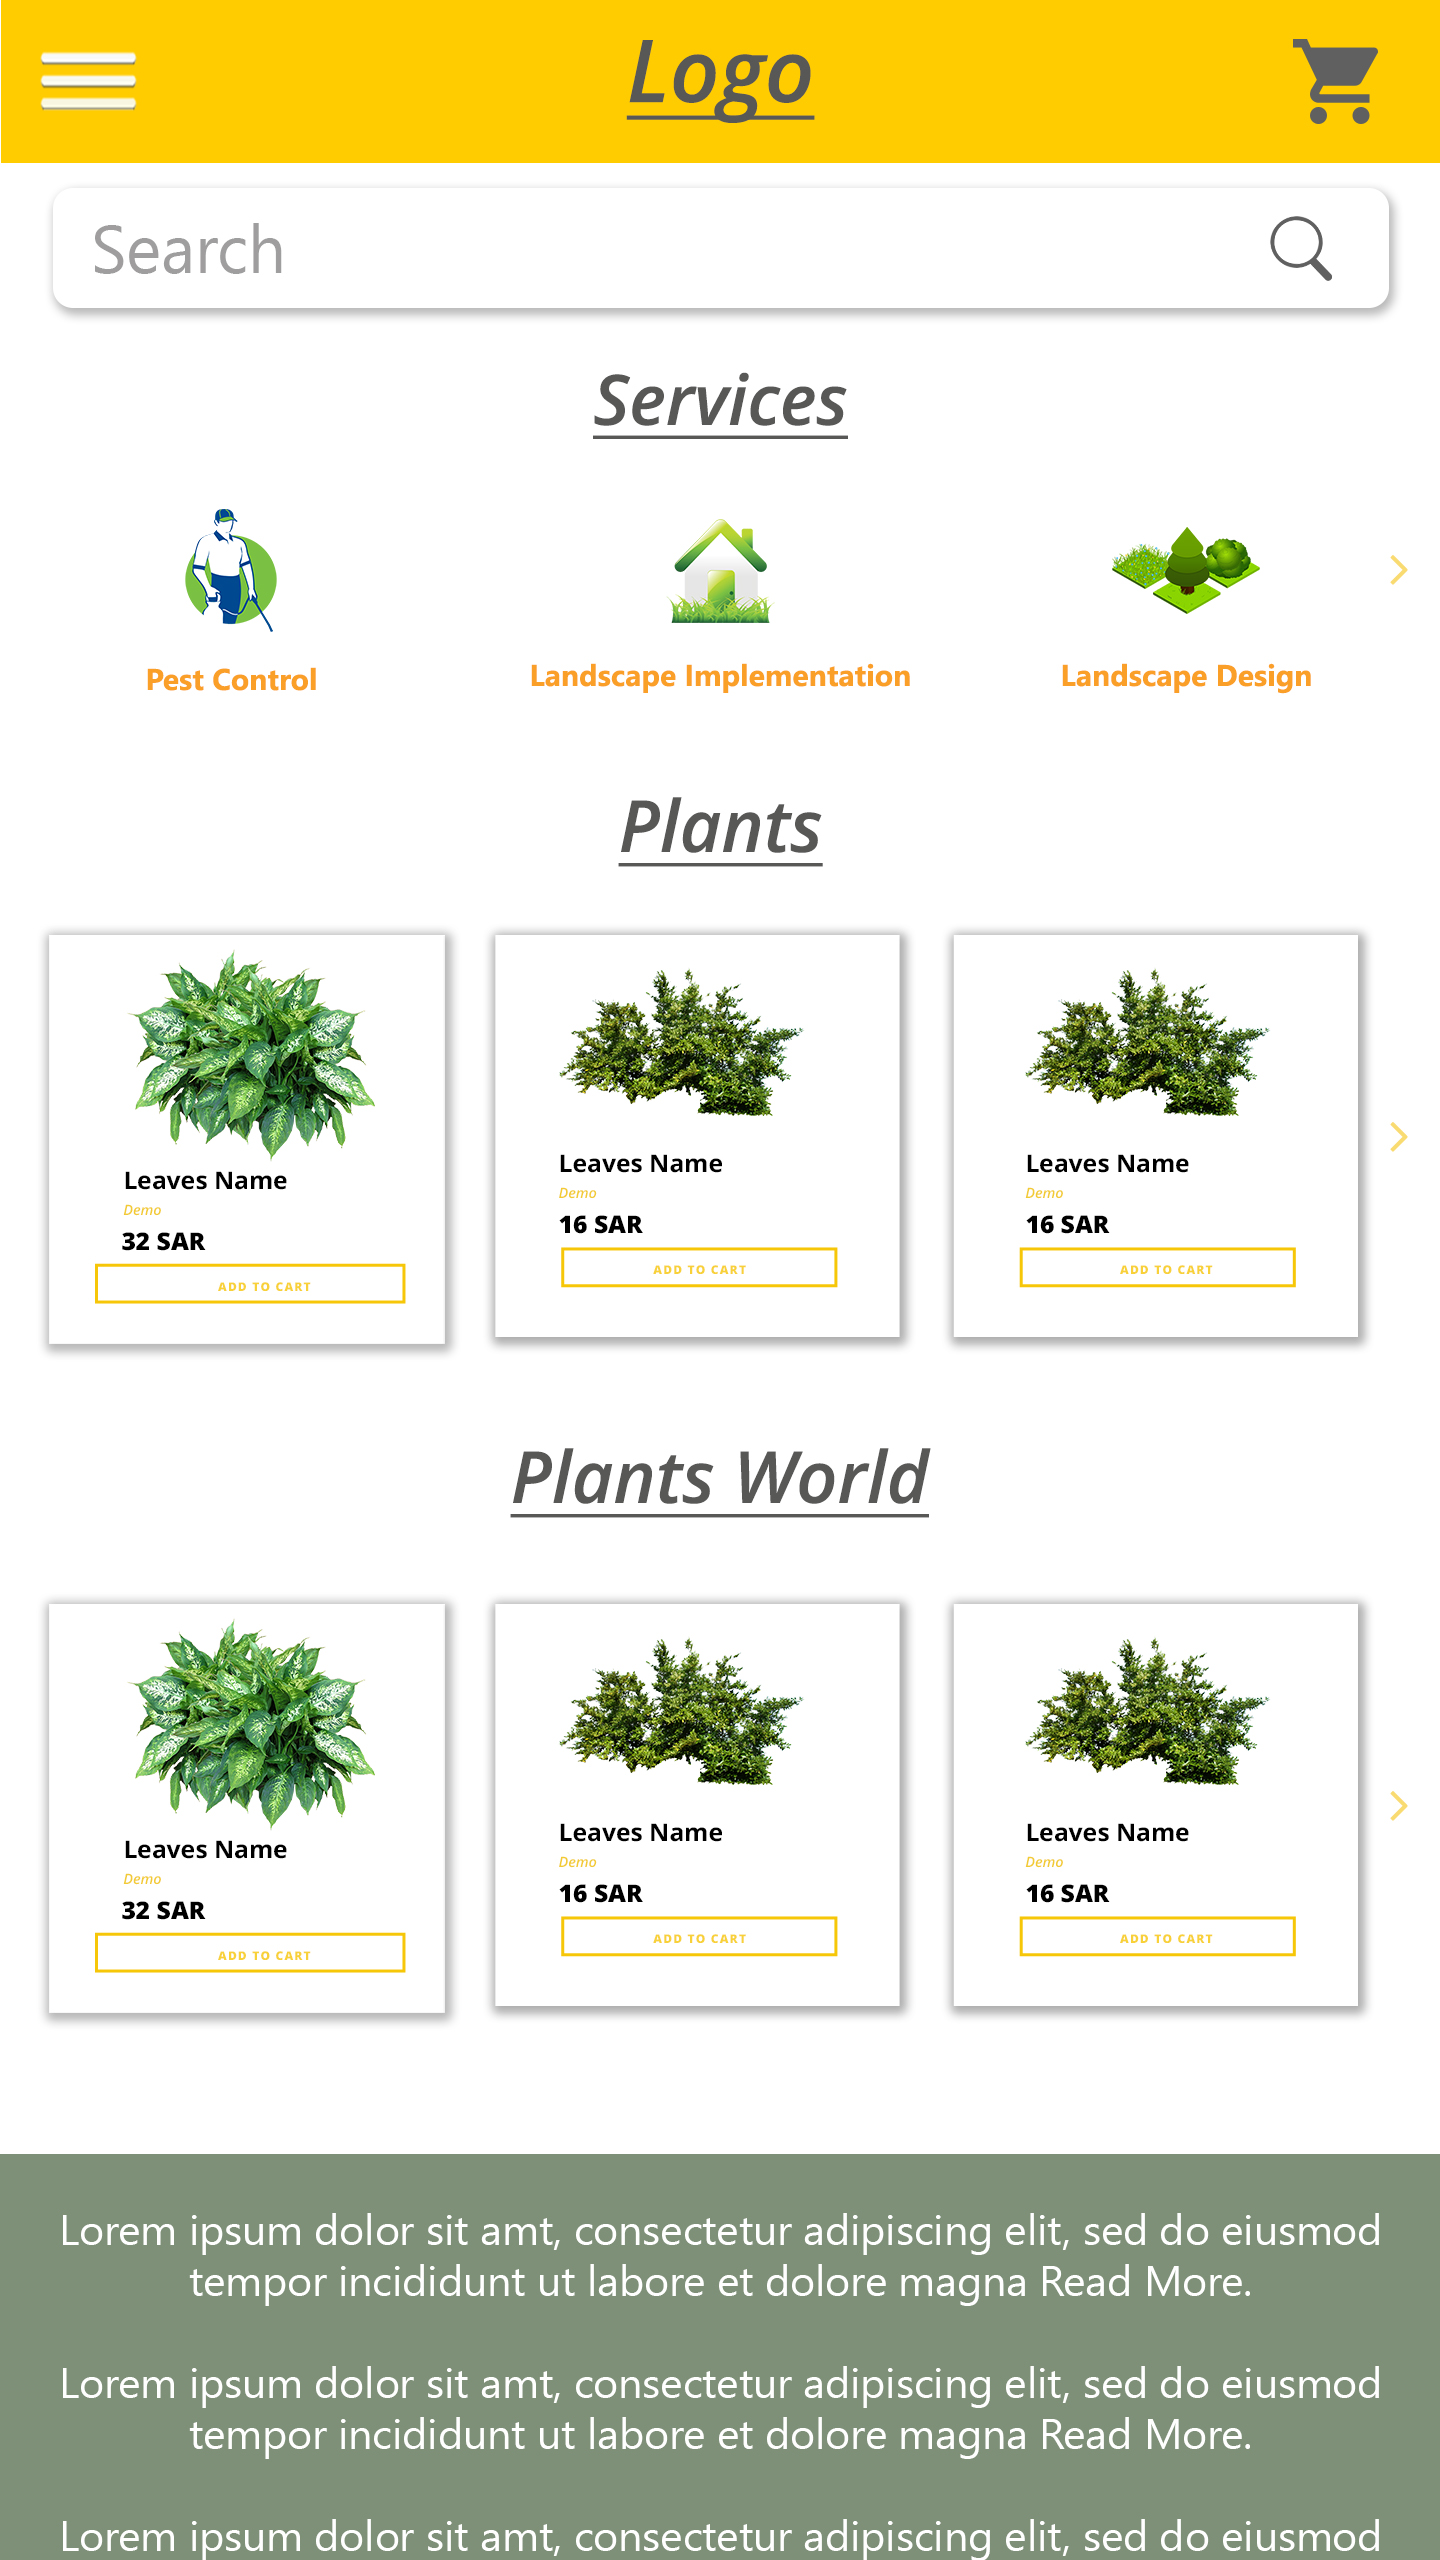 Logo
Search
Services
Pest Control
Landscape Implementation
Landscape Design
Plants
Leaves Name
Demo
32 SAR
ADD TO CART
Leaves Name
Demo
16 SAR
ADD TO CART
Leaves Name
Demo
16 SAR
ADD TO CART
Plants World
Leaves Name
Demo
32 SAR
ADD TO CART
Leaves Name
Demo
16 SAR
ADD TO CART
Leaves Name
Demo
16 SAR
ADD TO CART
Lorem ipsum dolor sit amt, consectetur adipiscing elit, sed do eiusmod
tempor incididunt ut labore et dolore magna Read More.
Lorem ipsum dolor sit amt, consectetur adipiscing elit, sed do eiusmod
tempor incididunt ut labore et dolore magna Read More.
Lorem ipsum dolor sit amt, consectetur adipiscing elit, sed do eiusmod